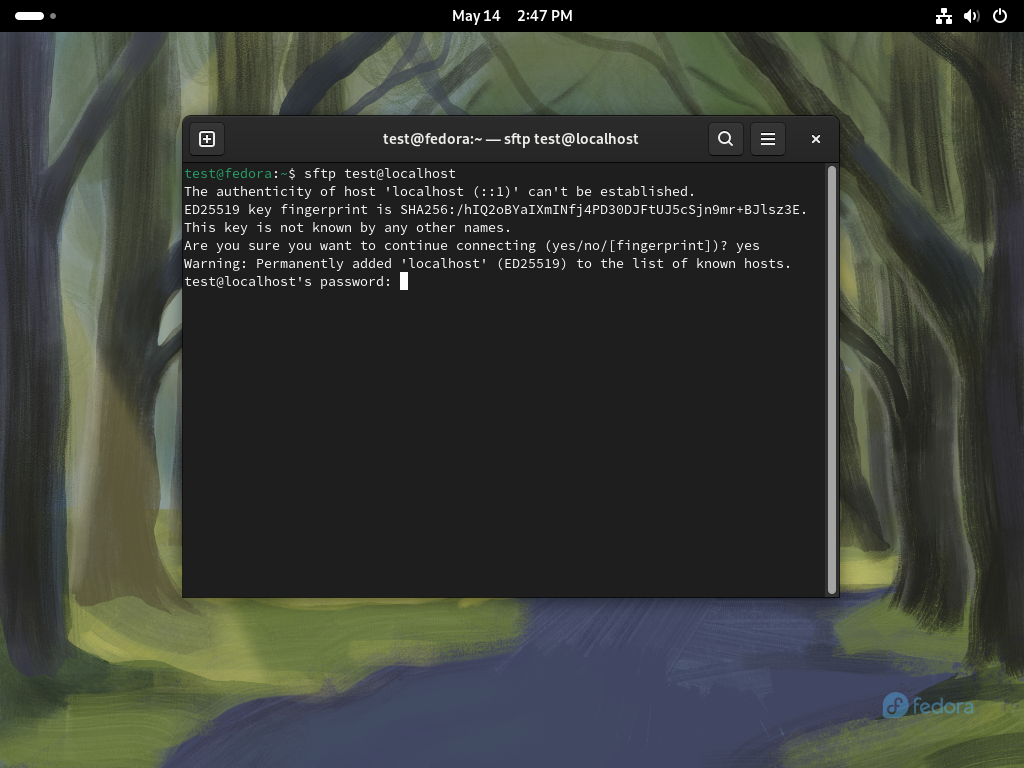 May 14 2:47 PM
test@fedora:~ — sftp test@localhost
test@fedora:~$ sftp test@localhost
The authenticity of host 'localhost (::1)' can't be established.
ED25519 key fingerprint is SHA256:/hIQ2oBYaIXmINfj4PD30DJFtUJ5cSjn9mr+BJlsz3E.
This key is not known by any other names.
Are you sure you want to continue connecting (yes/no/[fingerprint])? yes
Warning: Permanently added 'localhost' (ED25519) to the list of known hosts.
test@localhost's password:
fedora